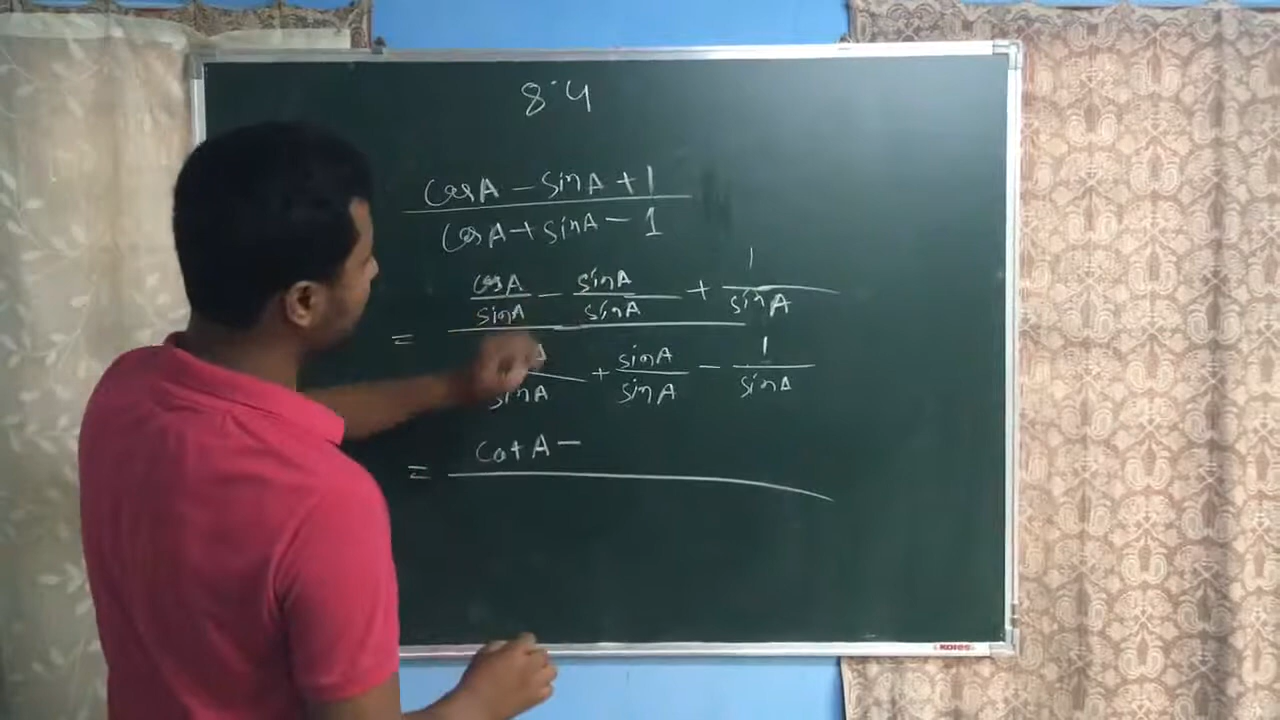 8.4
cosA - sinA + 1
cosA + sinA - 1
cosA/sinA - sinA/sinA + 1/sinA
=
A/sinA + sinA/sinA - 1/sinA
= cotA -
KORES